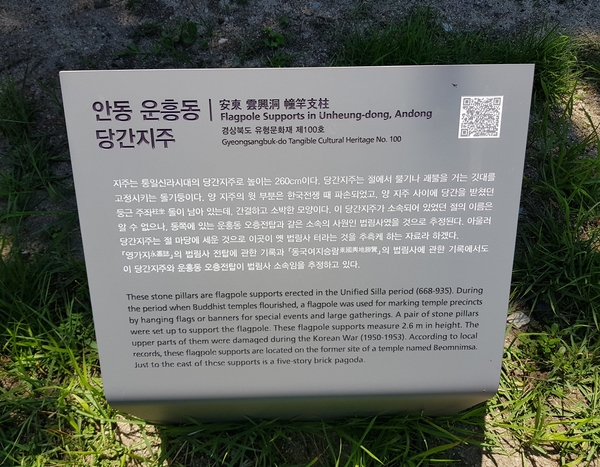 안동 운흥동
당간지주
安東 雲興洞 幢竿支柱
Flagpole Supports in Unheung-dong, Andong
경상북도 유형문화재 제100호
Gyeongsangbuk-do Tangible Cultural Heritage No. 100
지주는 통일신라시대의 당간지주로 높이는 260cm이다. 당간지주는 절에서 불기나 괘불을 거는 깃대를
고정시키는 돌기둥이다. 양 지주의 윗 부분은 한국전쟁 때 파손되었고, 양 지주 사이에 당간을 받쳤던
둥근 주좌柱坐 돌이 남아 있는데, 간결하고 소박한 모양이다. 이 당간지주가 소속되어 있었던 절의 이름은
알 수 없으나, 동쪽에 있는 운흥동 오층전탑과 같은 소속의 사원인 법림사였을 것으로 추정된다. 아울러
당간지주는 절 마당에 세운 것으로 이곳이 옛 법림사 터라는 것을 추측케 하는 자료라 하겠다.
『영가지永嘉誌』의 법림사 전탑에 관한 기록과 『동국여지승람東國輿地勝覽』의 법림사에 관한 기록에서도
이 당간지주와 운흥동 오층전탑이 법림사 소속임을 추정하고 있다.
These stone pillars are flagpole supports erected in the Unified Silla period (668-935). During
the period when Buddhist temples flourished, a flagpole was used for marking temple precincts
by hanging flags or banners for special events and large gatherings. A pair of stone pillars
were set up to support the flagpole. These flagpole supports measure 2.6 m in height. The
upper parts of them were damaged during the Korean War (1950-1953). According to local
records, these flagpole supports are located on the former site of a temple named Beomnimsa.
Just to the east of these supports is a five-story brick pagoda.